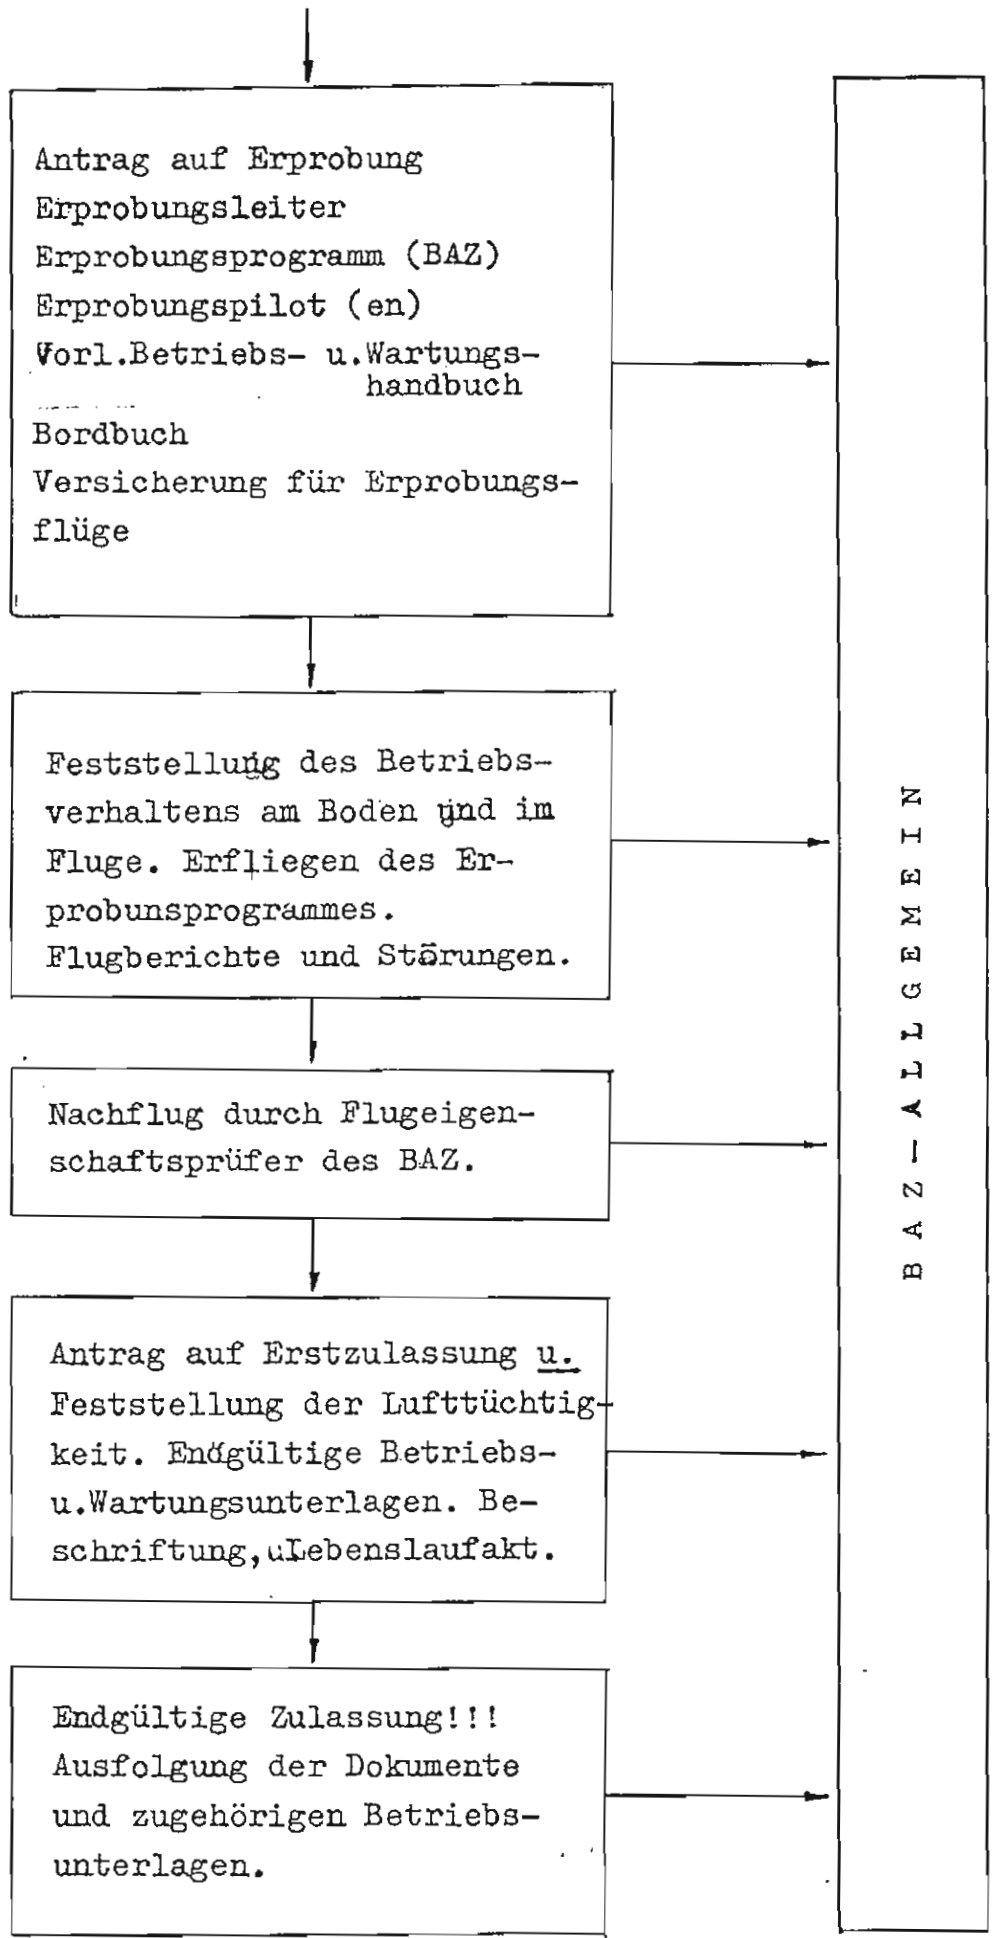 Antrag auf Erprobung
Erprobungsleiter
Erprobungsprogramm (BAZ)
Erprobungspilot (en)
Vorl.Betriebs- u.Wartungs-
handbuch
Bordbuch
Versicherung für Erprobungs-
flüge
Feststellung des Betriebs-
verhaltens am Boden und im
Fluge. Erfliegen des Er-
probunsprogrammes.
Flugberichte und Störungen.
Nachflug durch Flugeigen-
schaftsprüfer des BAZ.
Antrag auf Erstzulassung u.
Feststellung der Lufttüchtig-
keit. Endgültige Betriebs-
u.Wartungsunterlagen. Be-
schriftung,uLebenslaufakt.
Endgültige Zulassung!!!
Ausfolgung der Dokumente
und zugehörigen Betriebs-
unterlagen.
BAZ-ALLGEMEIN